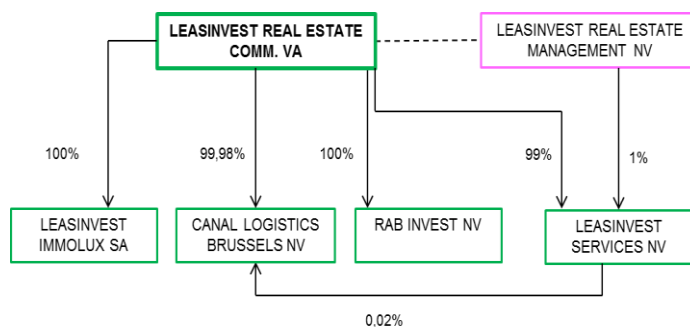 LEASINVEST REAL ESTATE
COMM. VA
LEASINVEST REAL ESTATE
MANAGEMENT NV
100%
99,98%
100%
99%
1%
LEASINVEST
IMMOLUX SA
CANAL LOGISTICS
BRUSSELS NV
RAB INVEST NV
LEASINVEST
SERVICES NV
0,02%